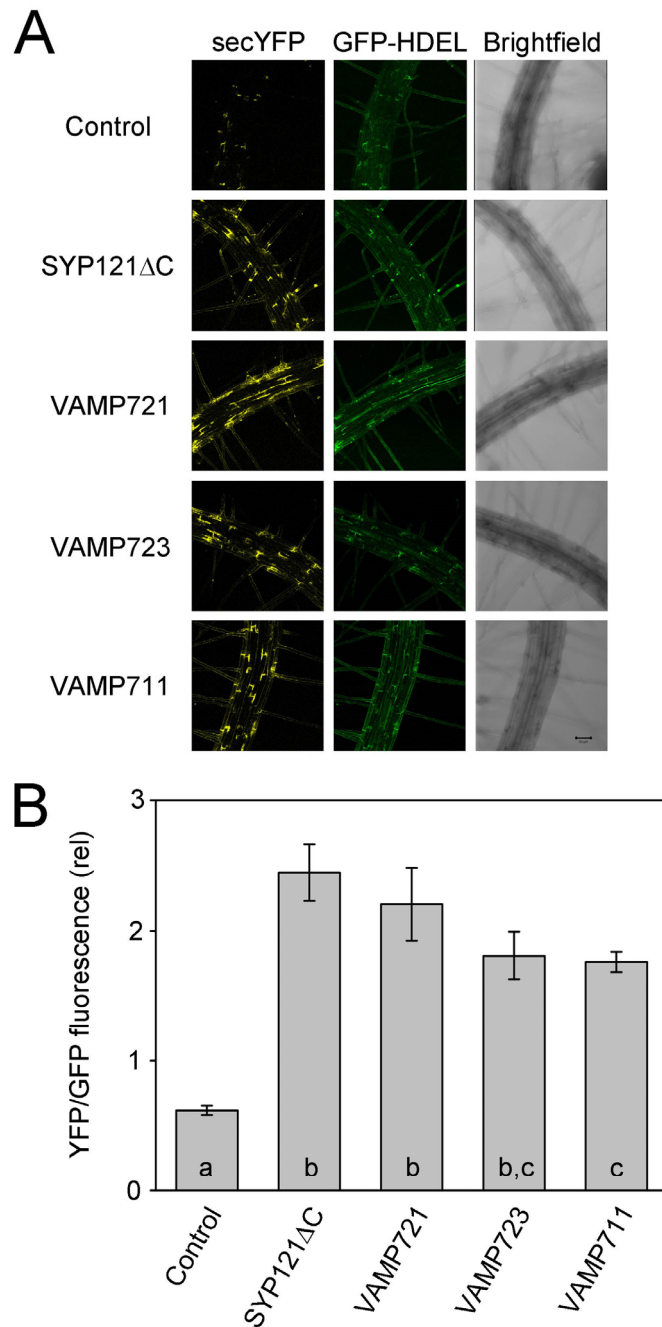 A
secYFP GFP-HDEL Brightfield
Control
SYP121ΔC
VAMP721
VAMP723
VAMP711
B
YFP/GFP fluorescence (rel)
3
2
1
0
a b b b,c c
Control SYP121ΔC VAMP721 VAMP723 VAMP711